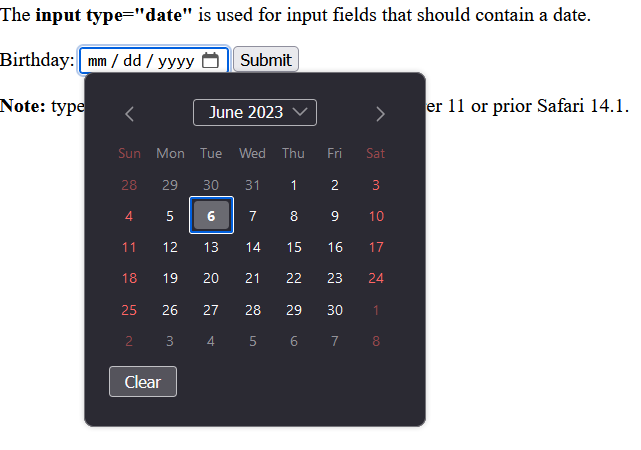 The input type="date" is used for input fields that should contain a date.
Birthday: mm / dd / yyyy Submit
Note: type er 11 or prior Safari 14.1.
June 2023
Sun Mon Tue Wed Thu Fri Sat
28 29 30 31 1 2 3
4 5 6 7 8 9 10
11 12 13 14 15 16 17
18 19 20 21 22 23 24
25 26 27 28 29 30 1
2 3 4 5 6 7 8
Clear